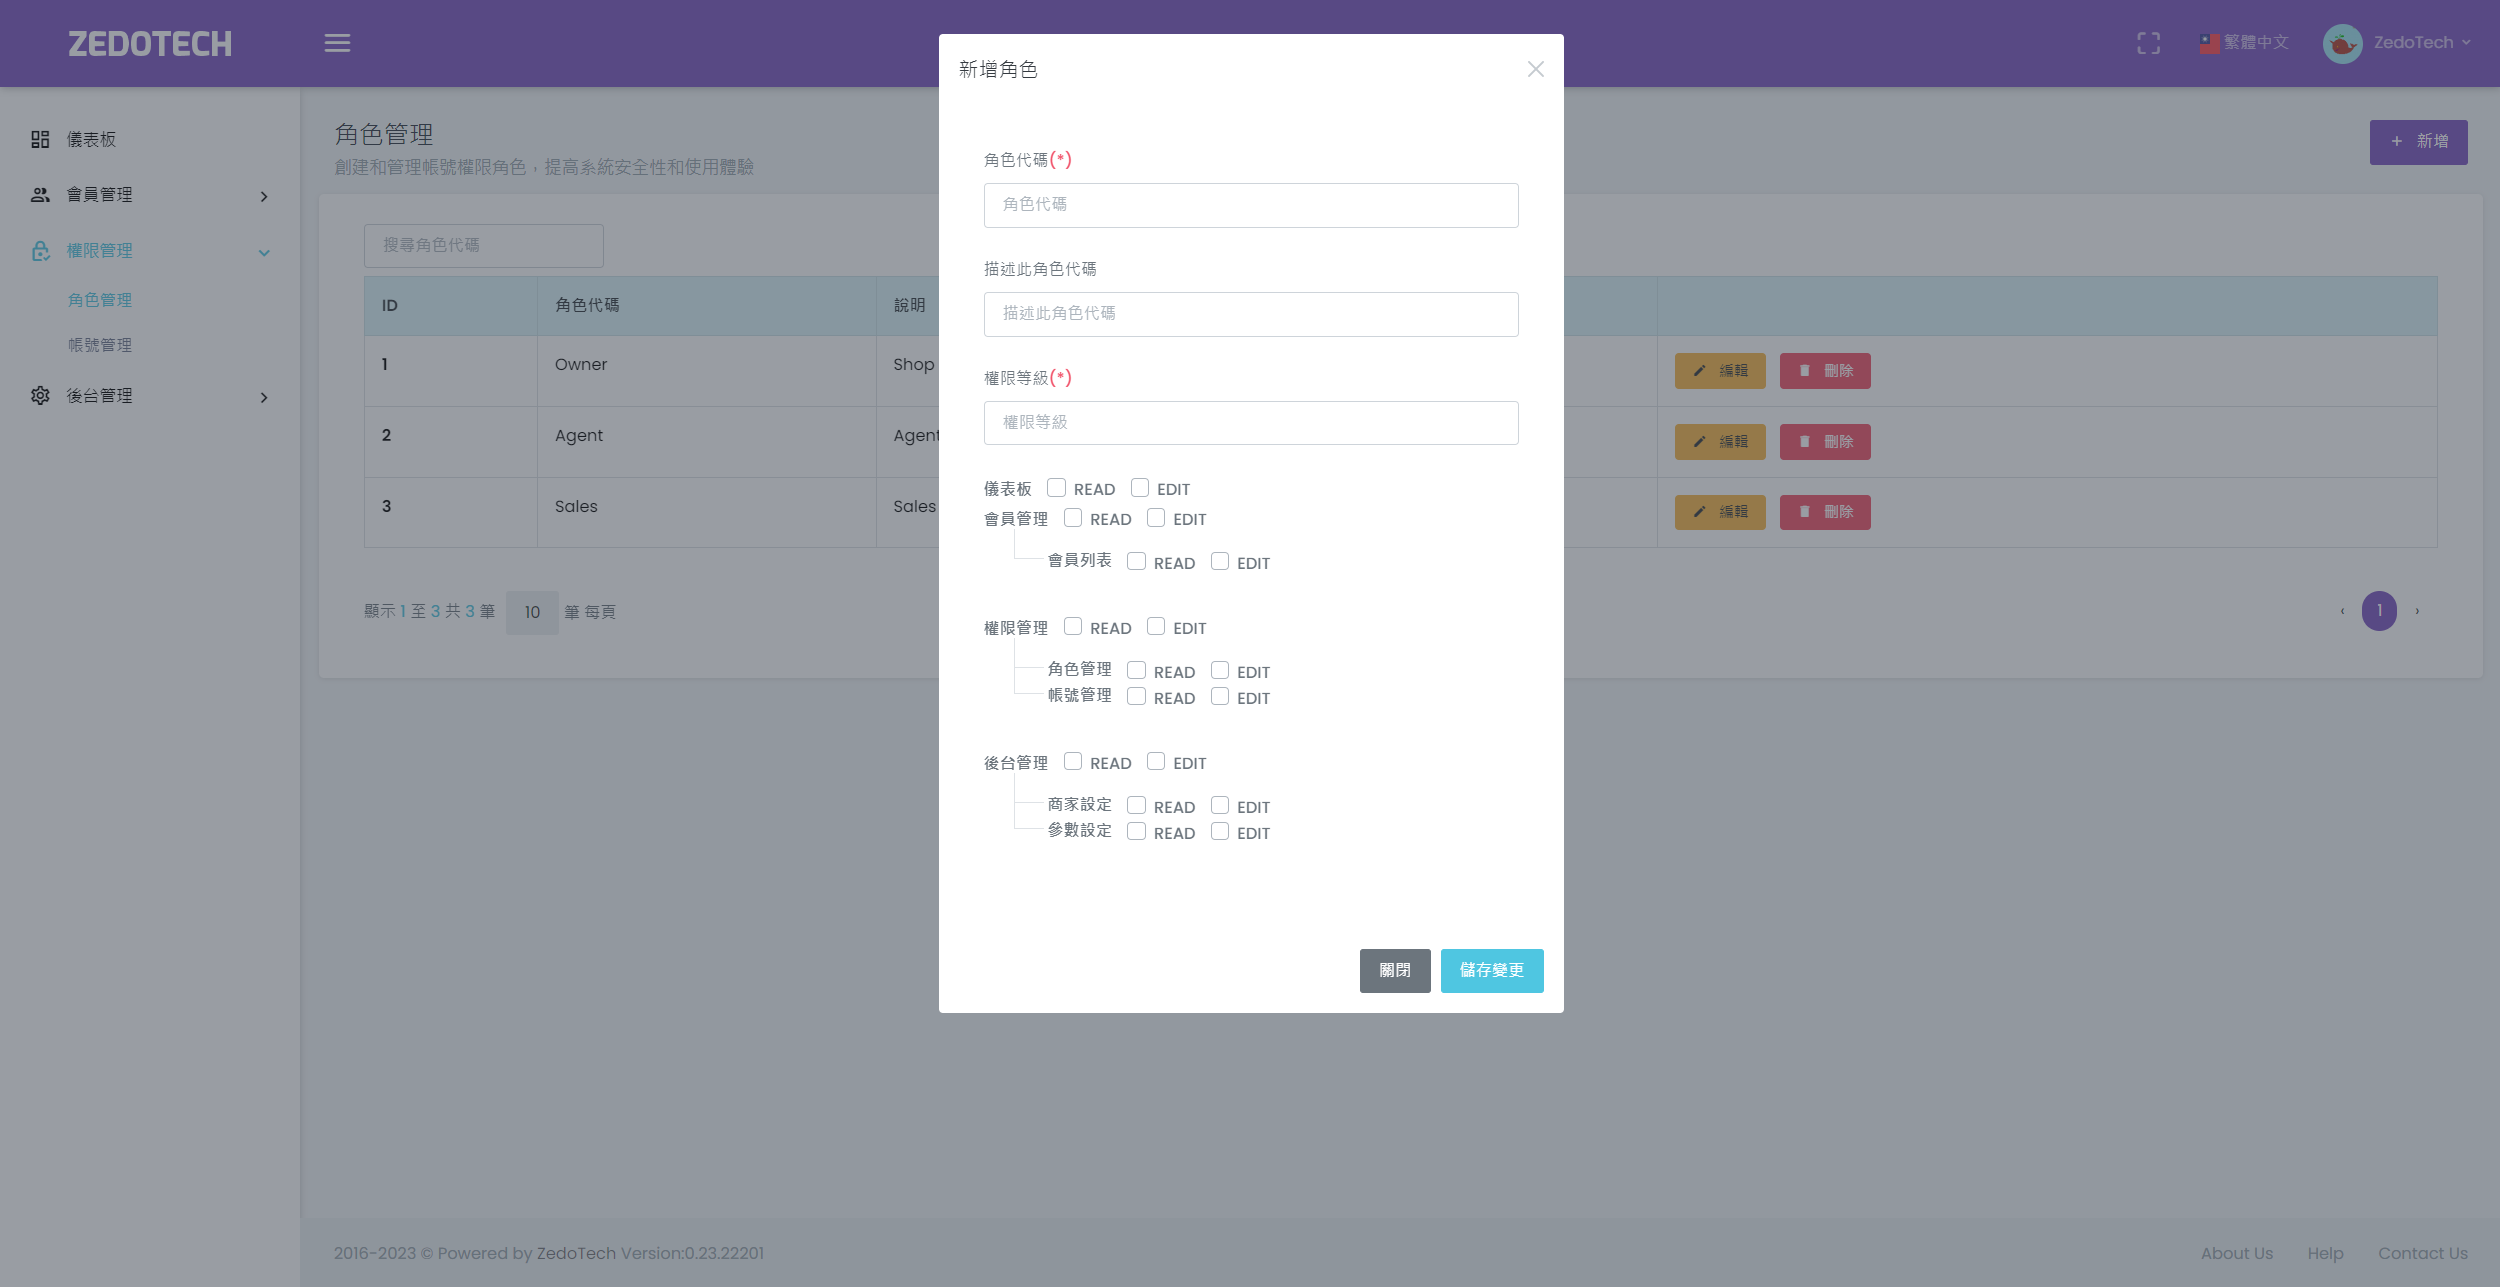 ZEDOTECH
繁體中文
ZedoTech
儀表板
會員管理
權限管理
角色管理
帳號管理
後台管理
角色管理
創建和管理帳號權限角色，提高系統安全性和使用體驗
+ 新增
搜尋角色代碼
ID 角色代碼 說明
1 Owner Shop 編輯 刪除
2 Agent Agent 編輯 刪除
3 Sales Sales 編輯 刪除
顯示 1 至 3 共 3 筆 10 筆 每頁
‹ 1 ›
新增角色
角色代碼(*)
角色代碼
描述此角色代碼
描述此角色代碼
權限等級(*)
權限等級
儀表板 READ EDIT
會員管理 READ EDIT
會員列表 READ EDIT
權限管理 READ EDIT
角色管理 READ EDIT
帳號管理 READ EDIT
後台管理 READ EDIT
商家設定 READ EDIT
參數設定 READ EDIT
關閉 儲存變更
2016-2023 © Powered by ZedoTech Version:0.23.22201
About Us Help Contact Us